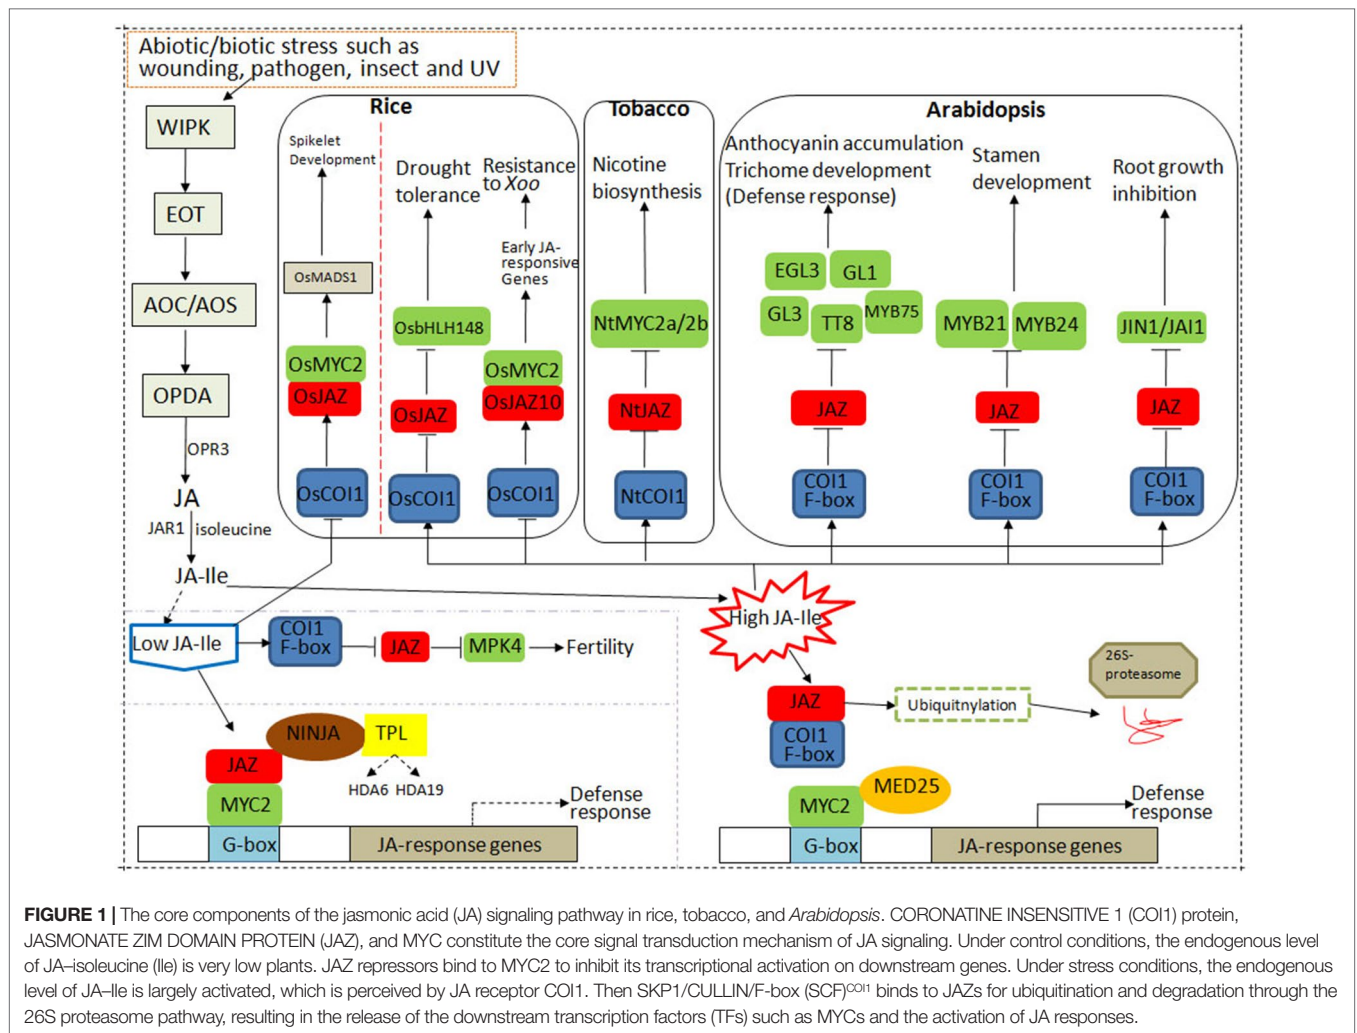 Abiotic/biotic stress such as
wounding, pathogen, insect and UV
WIPK
EOT
AOC/AOS
OPDA
OPR3
JA
JAR1
isoleucine
JA-Ile
Rice
Spikelet
Development
OsMADS1
OsMYC2
OsJAZ
OsCOI1
Drought
tolerance
OsbHLH148
OsJAZ
OsCOI1
Resistance
to Xoo
Early JA-
responsive
Genes
OsMYC2
OsJAZ10
OsCOI1
Tobacco
Nicotine
biosynthesis
NtMYC2a/2b
NtJAZ
NtCOI1
Arabidopsis
Anthocyanin accumulation
Trichome development
(Defense response)
EGL3
GL1
GL3
TT8
MYB75
JAZ
COI1
F-box
Stamen
development
MYB21
MYB24
JAZ
COI1
F-box
Root growth
inhibition
JIN1/JAI1
JAZ
COI1
F-box
Low JA-Ile
COI1
F-box
JAZ
MPK4
Fertility
High JA-Ile
JAZ
COI1
F-box
Ubiquitnylation
26S-
proteasome
NINJA
TPL
HDA6
HDA19
JAZ
MYC2
G-box
JA-response genes
Defense
response
MYC2
MED25
G-box
JA-response genes
Defense
response
FIGURE 1 | The core components of the jasmonic acid (JA) signaling pathway in rice, tobacco, and Arabidopsis. CORONATINE INSENSITIVE 1 (COI1) protein,
JASMONATE ZIM DOMAIN PROTEIN (JAZ), and MYC constitute the core signal transduction mechanism of JA signaling. Under control conditions, the endogenous level
of JA–isoleucine (Ile) is very low plants. JAZ repressors bind to MYC2 to inhibit its transcriptional activation on downstream genes. Under stress conditions, the endogenous
level of JA–Ile is largely activated, which is perceived by JA receptor COI1. Then SKP1/CULLIN/F-box (SCF)COI1 binds to JAZs for ubiquitination and degradation through the
26S proteasome pathway, resulting in the release of the downstream transcription factors (TFs) such as MYCs and the activation of JA responses.